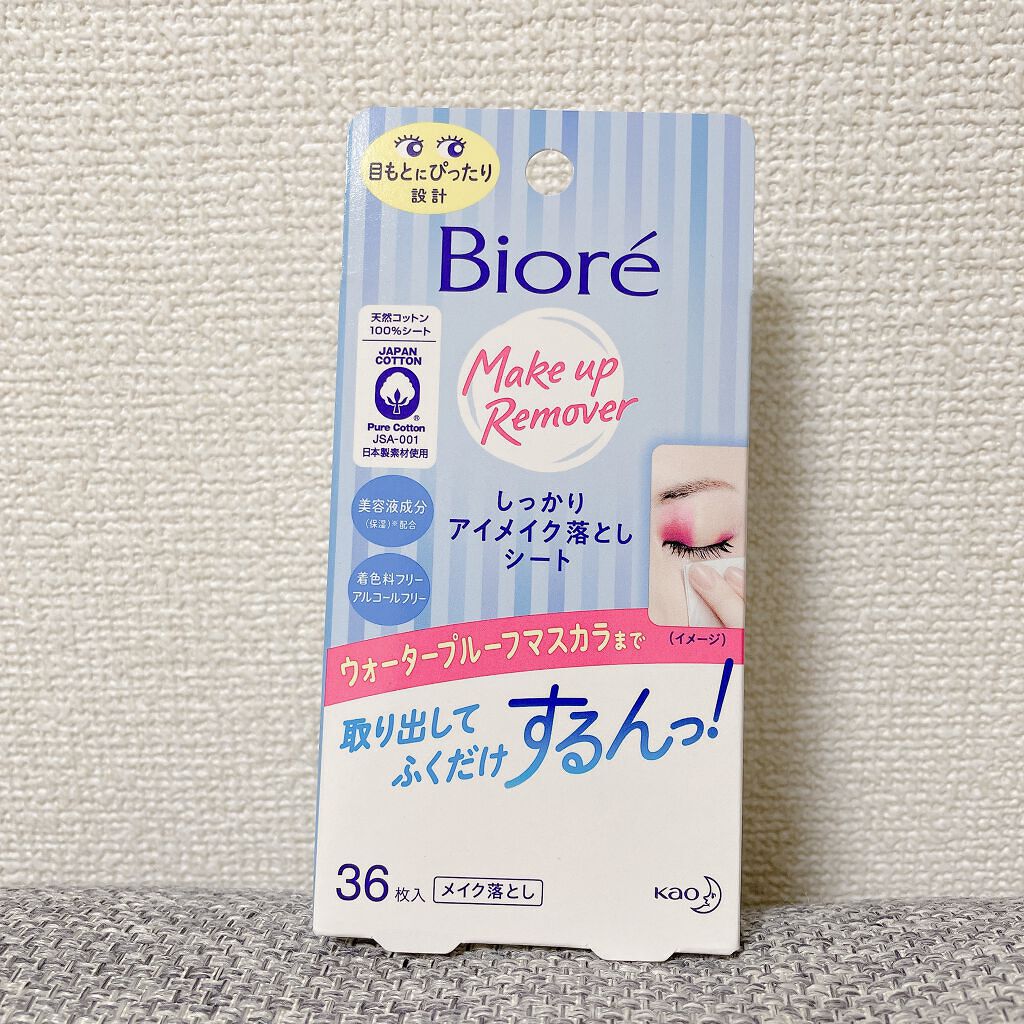 目もとにぴったり
設計
Bioré
天然コットン
100%シート
JAPAN
COTTON
®
Pure Cotton
JSA-001
日本製素材使用
Make up
Remover
美容液成分
(保湿)※配合
しっかり
アイメイク落とし
シート
着色料フリー
アルコールフリー
(イメージ)
ウォータープルーフマスカラまで
取り出して
ふくだけ
するんっ!
36枚入
メイク落とし
Kao